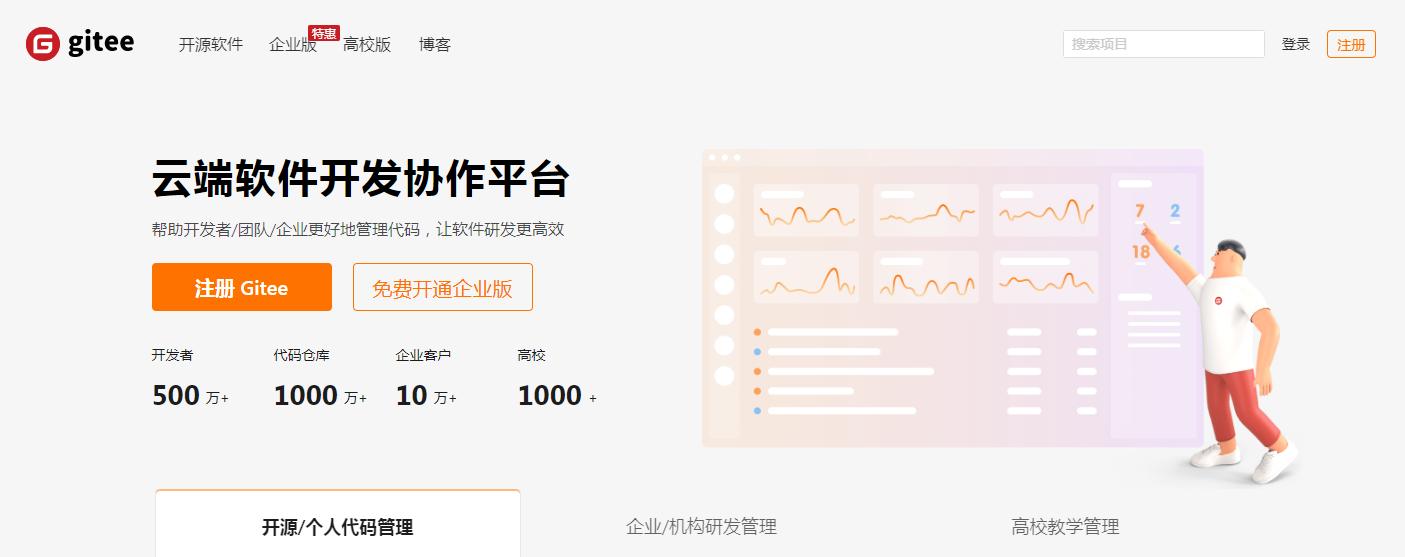 gitee 开源软件 企业版 特惠 高校版 博客 搜索项目 登录 注册
云端软件开发协作平台
帮助开发者/团队/企业更好地管理代码，让软件研发更高效
注册 Gitee 免费开通企业版
开发者 代码仓库 企业客户 高校
500 万+ 1000 万+ 10 万+ 1000 +
7 2
18 6
开源/个人代码管理 企业/机构研发管理 高校教学管理